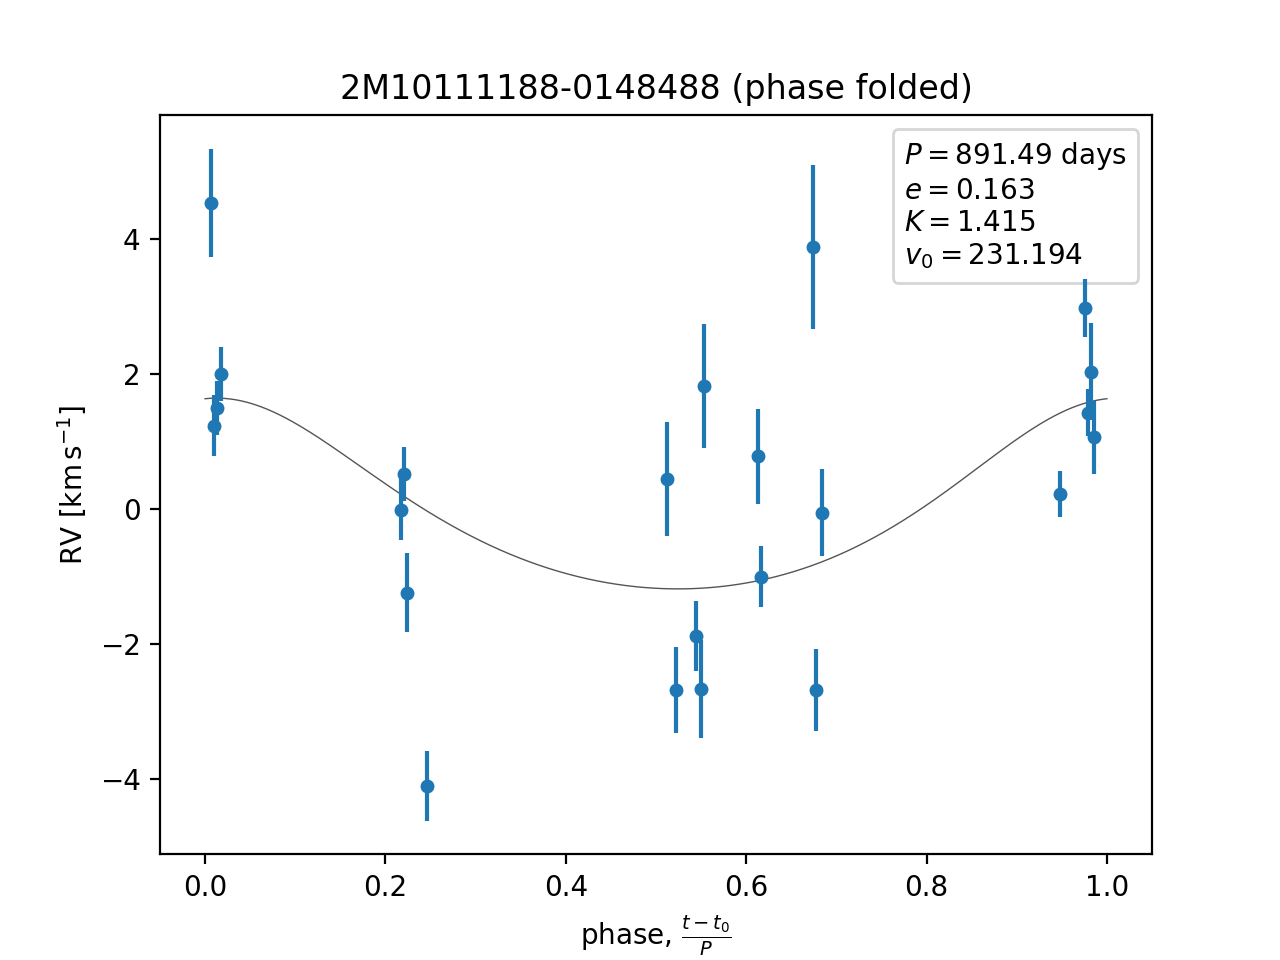 2M10111188-0148488 (phase folded)
P = 891.49 days
e = 0.163
K = 1.415
v₀ = 231.194
4
2
0
−2
−4
RV [km s⁻¹]
0.0 0.2 0.4 0.6 0.8 1.0
phase, (t − t₀)/P